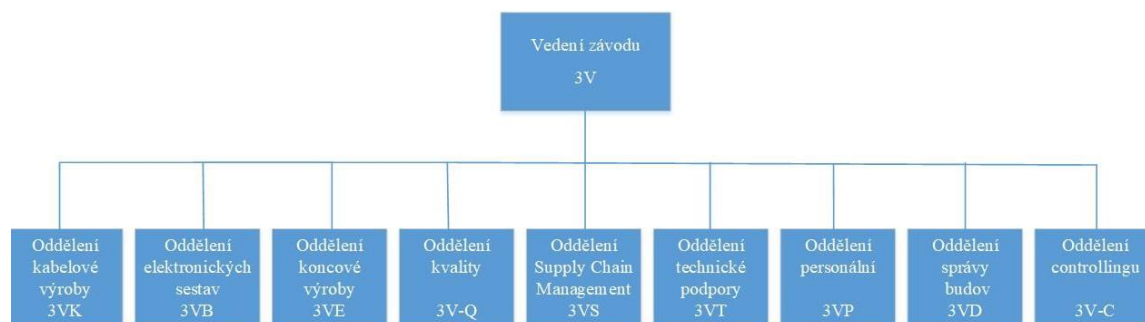 Vedení závodu
3V
Oddělení
kabelové
výroby
3VK
Oddělení
elektronických
sestav
3VB
Oddělení
koncové
výroby
3VE
Oddělení
kvality
3V-Q
Oddělení
Supply Chain
Management
3VS
Oddělení
technické
podpory
3VT
Oddělení
personální
3VP
Oddělení
správy
budov
3VD
Oddělení
controllingu
3V-C